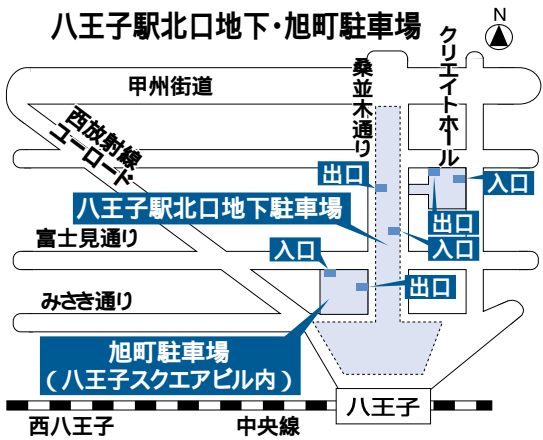 八王子駅北口地下・旭町駐車場
N
クリエイトホール
桑並木通り
甲州街道
西放射線
ユーロード
出口
入口
八王子駅北口地下駐車場
出口
富士見通り
入口
入口
出口
みさき通り
旭町駐車場
（八王子スクエアビル内）
八王子
西八王子
中央線